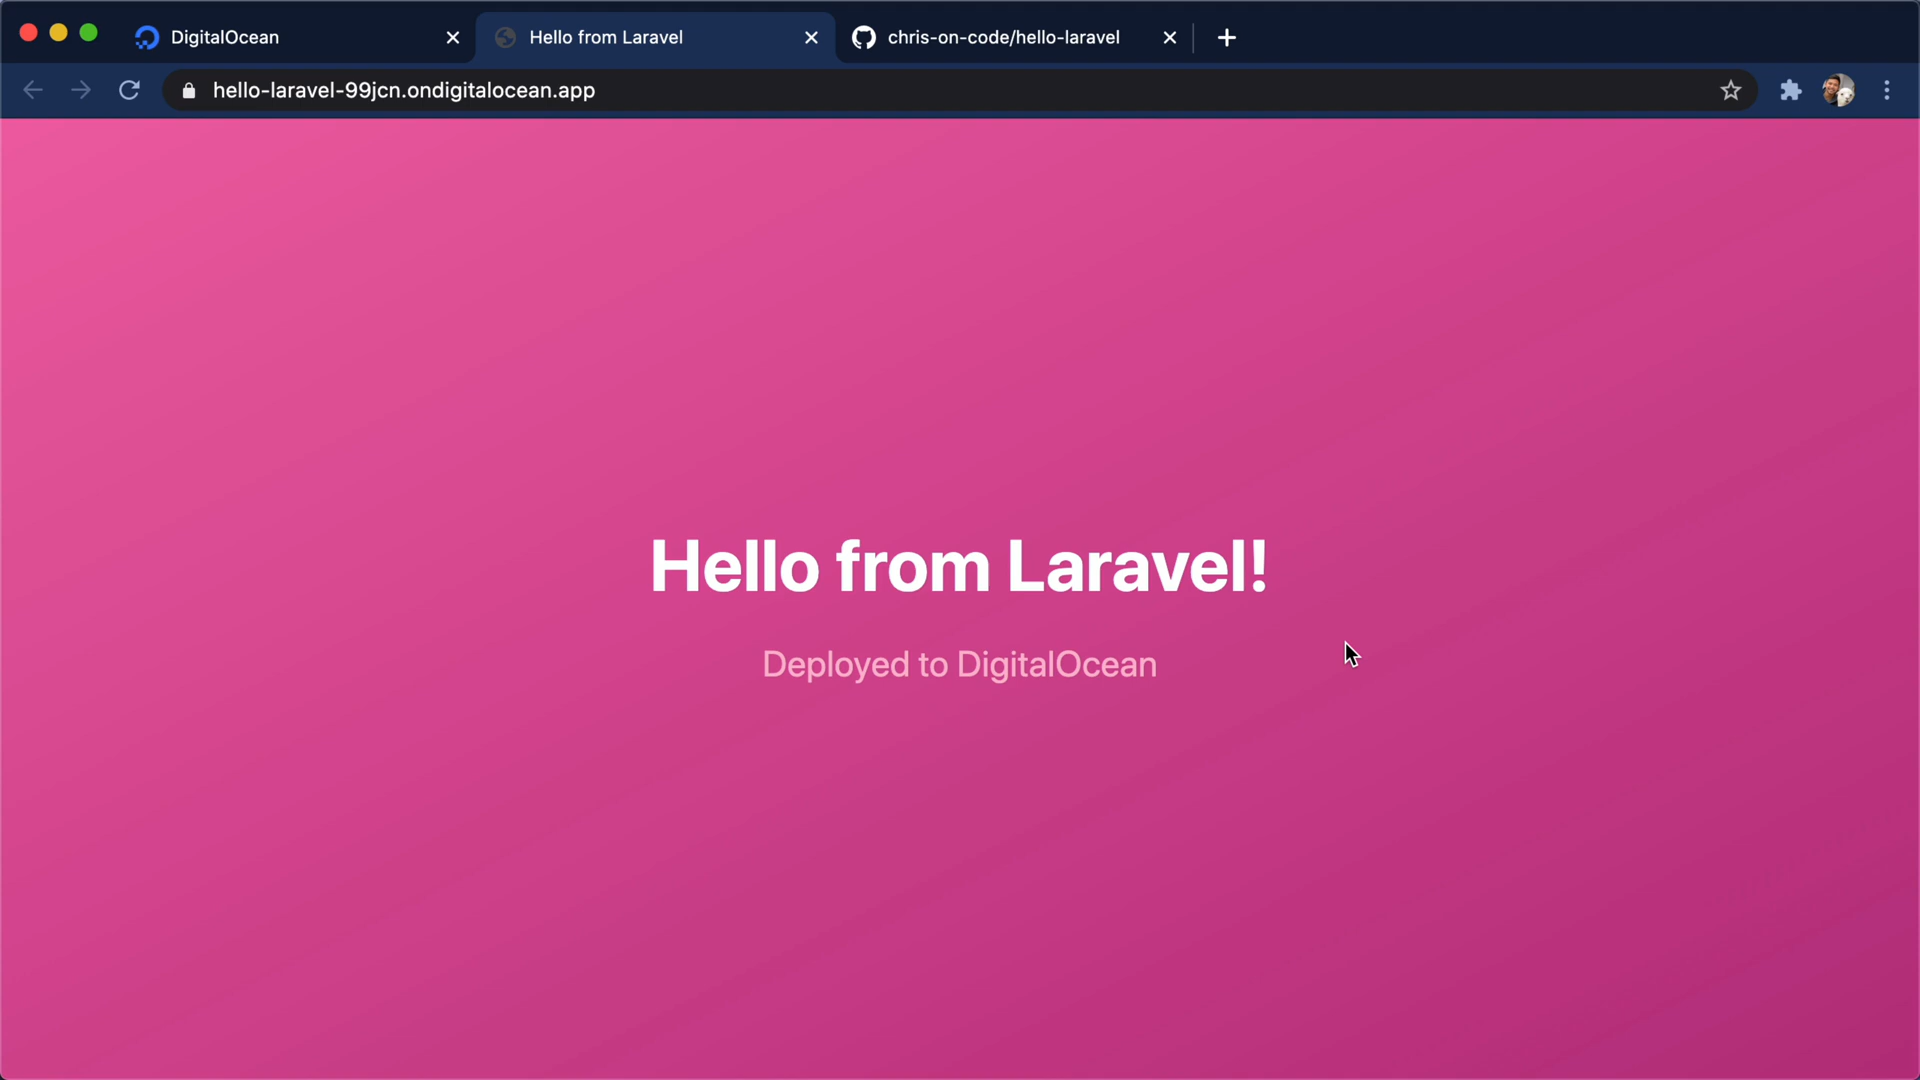 DigitalOcean
Hello from Laravel
chris-on-code/hello-laravel
hello-laravel-99jcn.ondigitalocean.app
Hello from Laravel!
Deployed to DigitalOcean